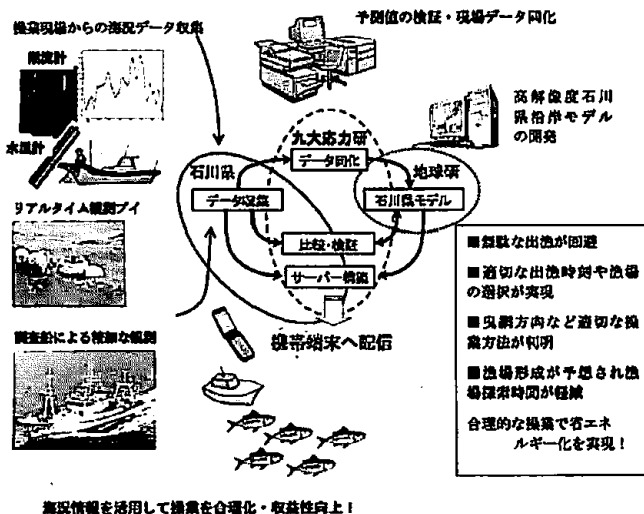 操業現場からの海況データ収集
潮流計
水温計
リアルタイム観測ブイ
調査船による詳細な観測
予測値の検証・現場データ同化
高解像度石川
県沿岸モデル
の開発
九大応力研
データ同化
石川県
データ収集
地球研
石川県モデル
比較・検証
サーバー構築
携帯端末へ配信
■無駄な出漁が回避
■適切な出漁時刻や漁場
の選択が実現
■曳網方向など適切な操
業方法が判明
■漁場形成が予想され漁
場探索時間が軽減
合理的な操業で省エネ
ルギー化を実現！
海況情報を活用して操業を合理化・収益性向上！